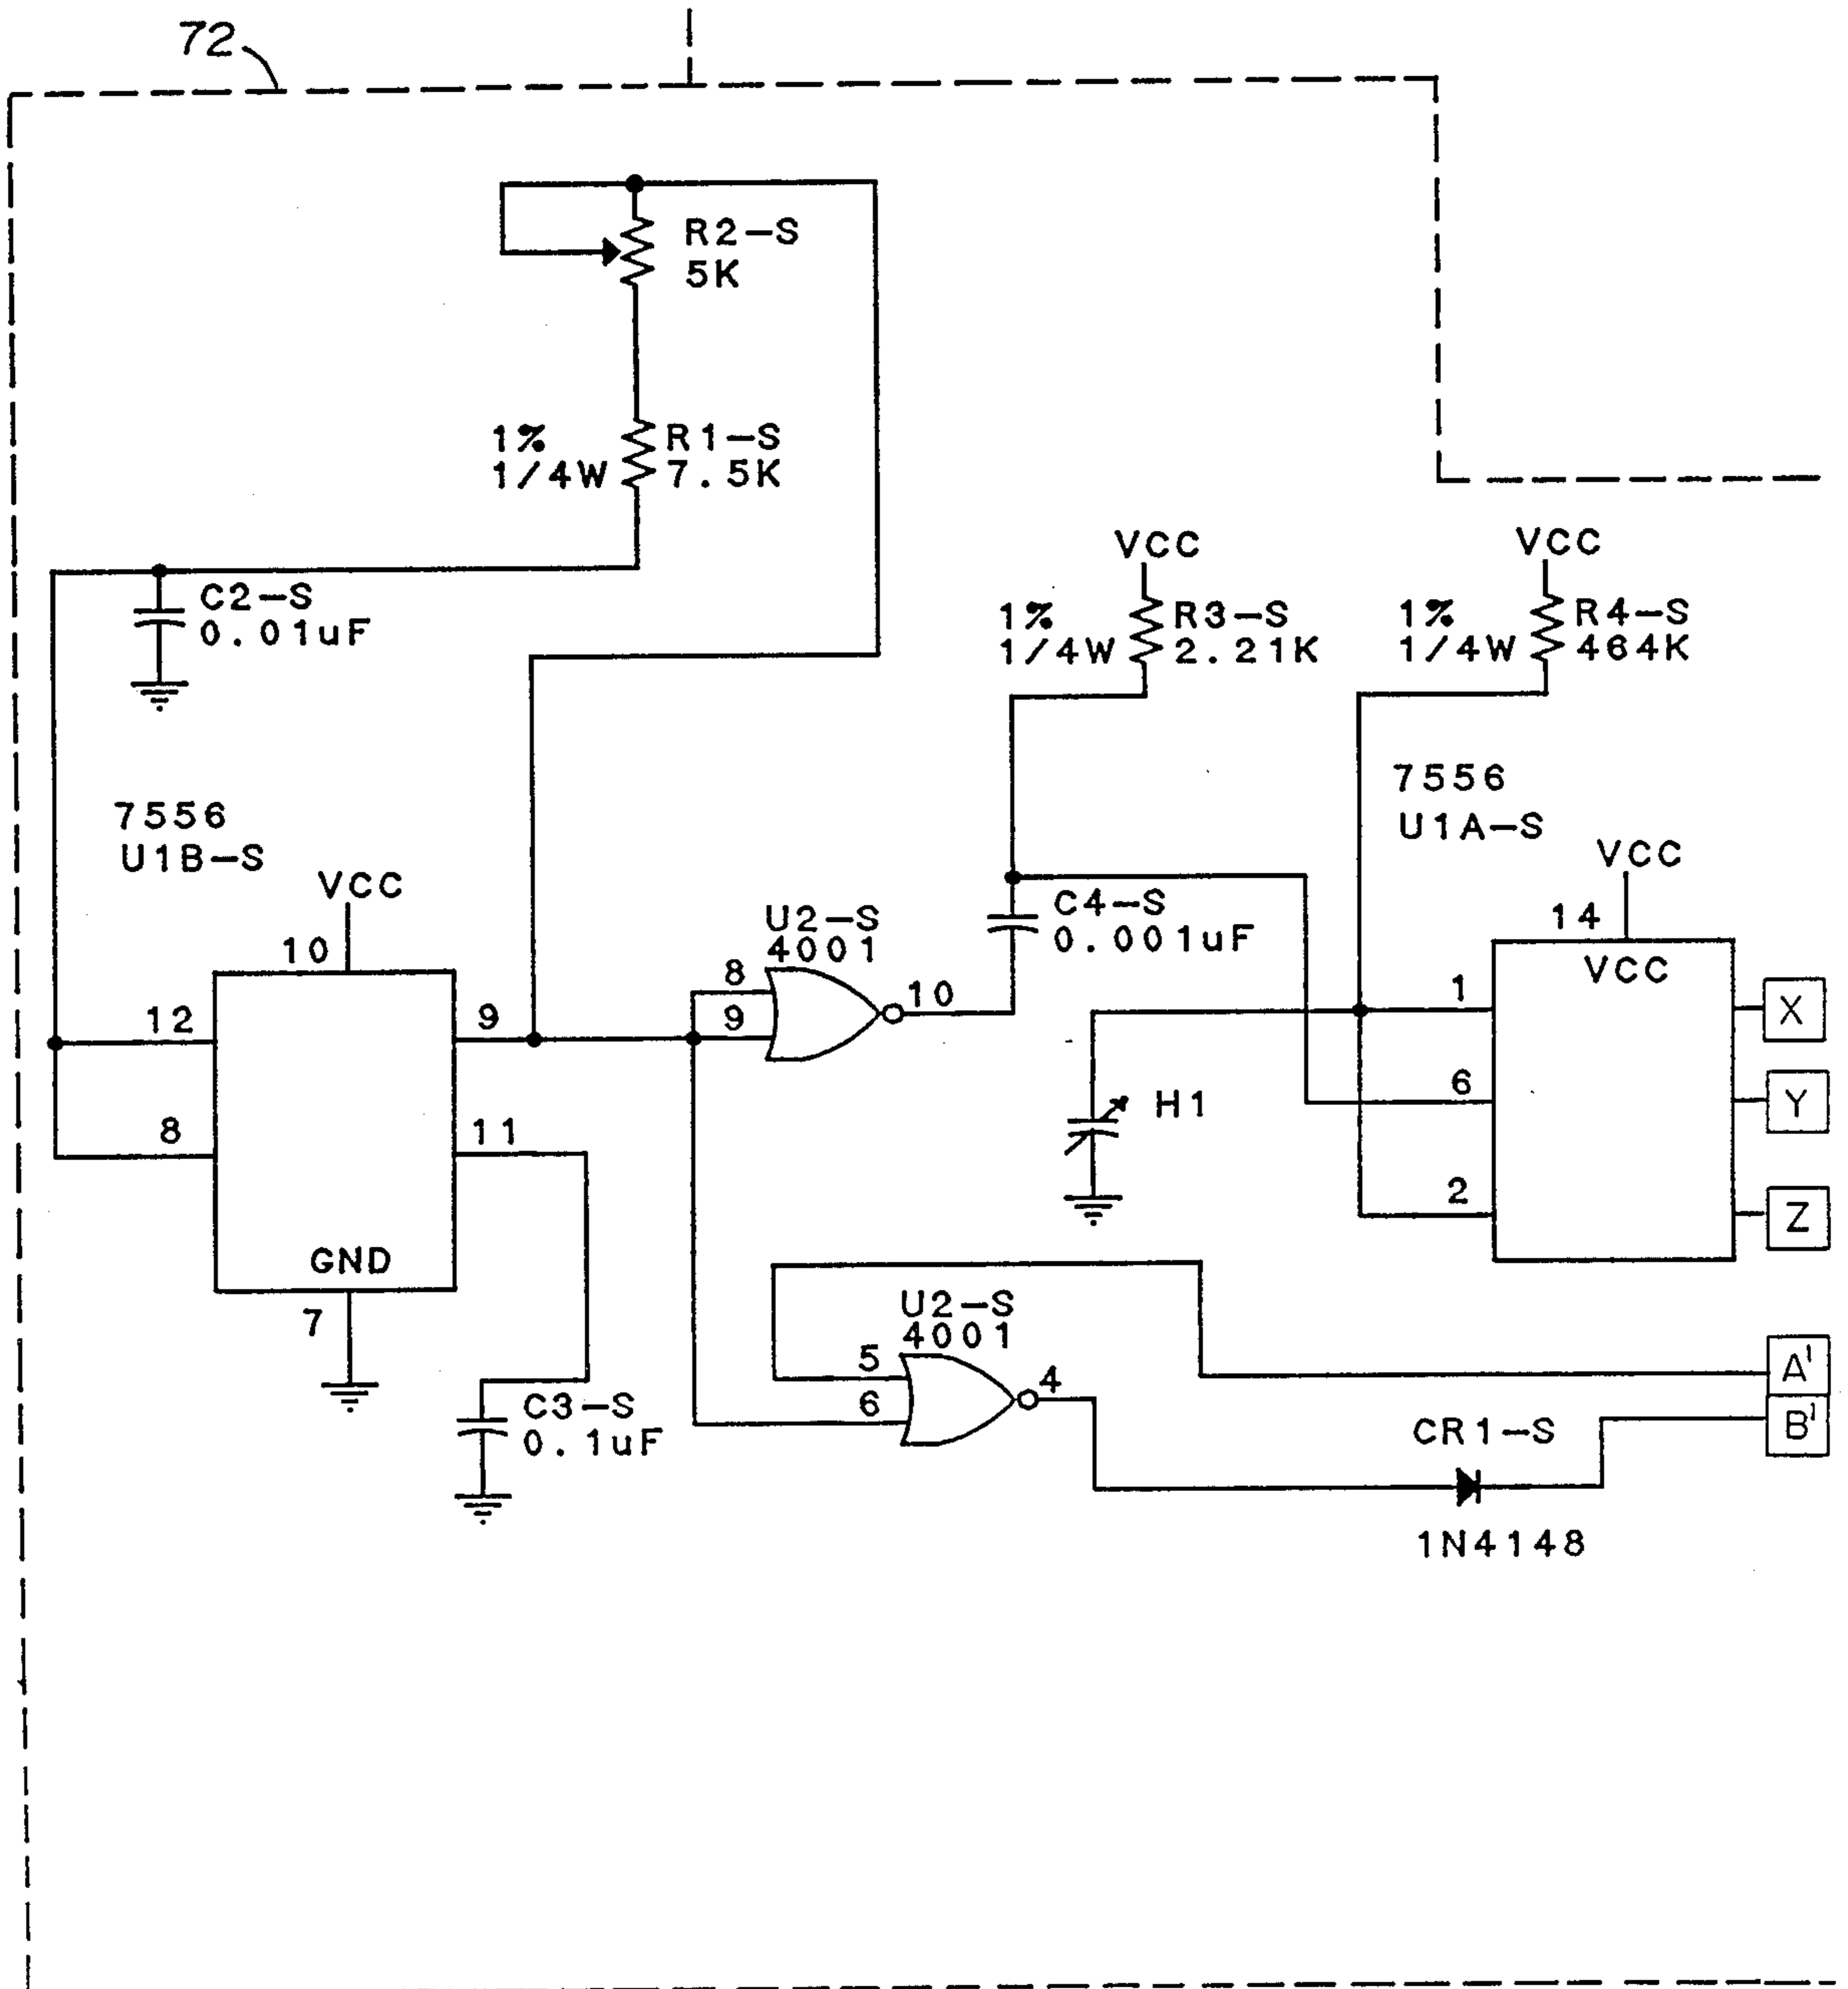 72
R2-S
5K
1%
1/4W
R1-S
7.5K
C2-S
0.01uF
VCC
1%
1/4W
R3-S
2.21K
VCC
1%
1/4W
R4-S
464K
7556
U1B-S
VCC
10
12
8
9
11
GND
7
U2-S
4001
8
9
10
C4-S
0.001uF
7556
U1A-S
VCC
14
VCC
1
6
2
X
Y
Z
H1
C3-S
0.1uF
U2-S
4001
5
6
4
A'
B'
CR1-S
1N4148